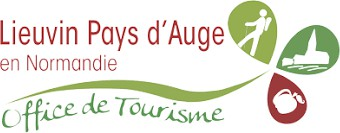 Lieuvin Pays d'Auge
en Normandie
Office de Tourisme